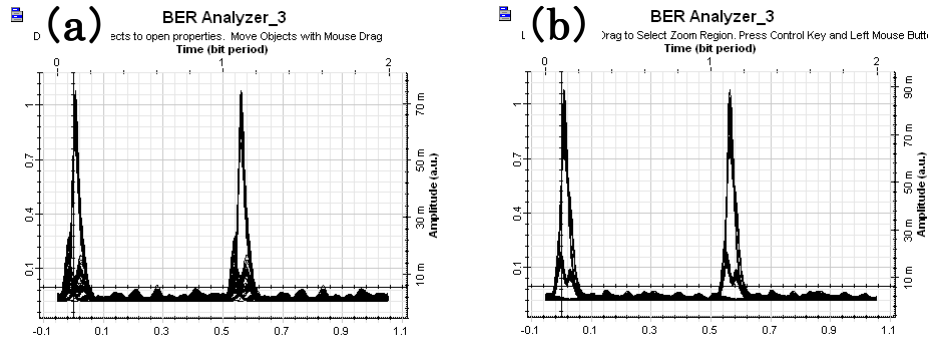 (a)
BER Analyzer_3
D ects to open properties. Move Objects with Mouse Drag
Time (bit period)
0 1 2
1
0.7
0.4
0.1
70 m
50 m
30 m
10 m
Amplitude (a.u.)
-0.1 0.1 0.3 0.5 0.7 0.9 1.1
(b)
BER Analyzer_3
Drag to Select Zoom Region. Press Control Key and Left Mouse Butt
Time (bit period)
0 1 2
1
0.7
0.4
0.1
90 m
70 m
50 m
30 m
10 m
Amplitude (a.u.)
-0.1 0.1 0.3 0.5 0.7 0.9 1.1